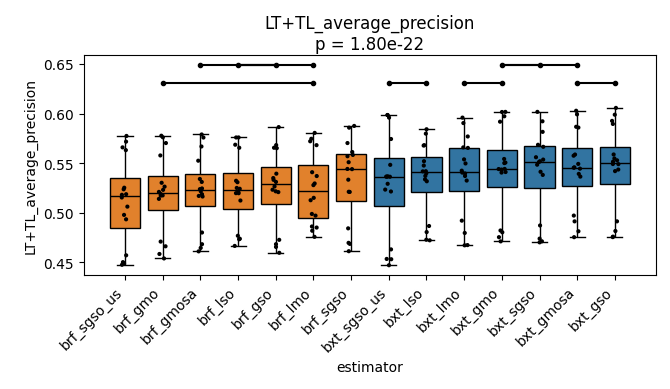 LT+TL_average_precision
p = 1.80e-22
LT+TL_average_precision
0.65
0.60
0.55
0.50
0.45
brf_sgso_us
brf_gmo
brf_gmosa
brf_lso
brf_gso
brf_lmo
brf_sgso
bxt_sgso_us
bxt_lso
bxt_lmo
bxt_gmo
bxt_sgso
bxt_gmosa
bxt_gso
estimator